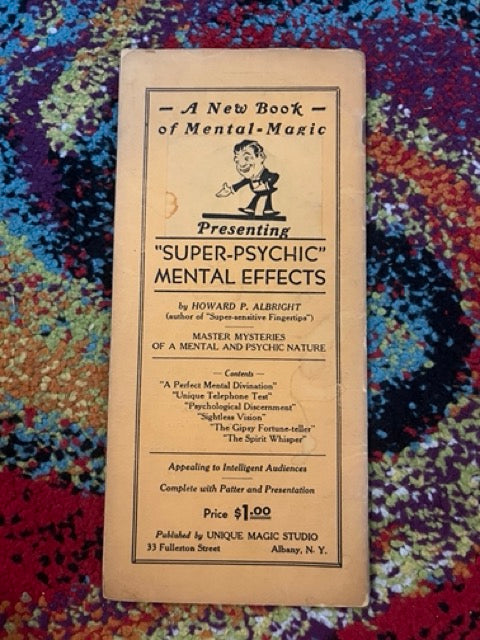 — A New Book —
of Mental-Magic
Presenting
"SUPER-PSYCHIC"
MENTAL EFFECTS
by HOWARD P. ALBRIGHT
(author of "Super-sensitive Fingertips")
MASTER MYSTERIES
OF A MENTAL AND PSYCHIC NATURE
— Contents —
"A Perfect Mental Divination"
"Unique Telephone Test"
"Psychological Discernment"
"Sightless Vision"
"The Gipsy Fortune-teller"
"The Spirit Whisper"
Appealing to Intelligent Audiences
Complete with Patter and Presentation
Price $1.00
Published by UNIQUE MAGIC STUDIO
33 Fullerton Street Albany, N. Y.